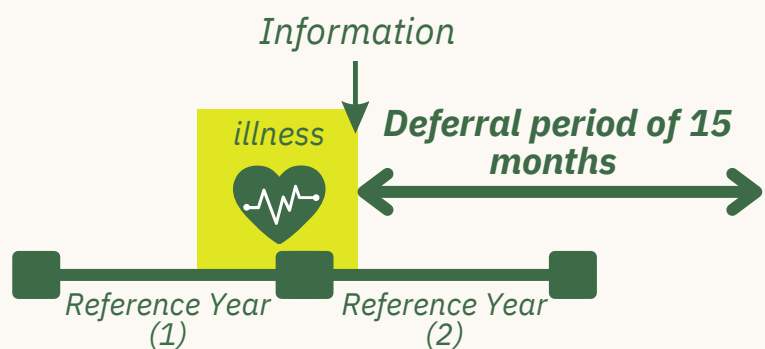 Information
illness
Deferral period of 15
months
Reference Year
(1)
Reference Year
(2)